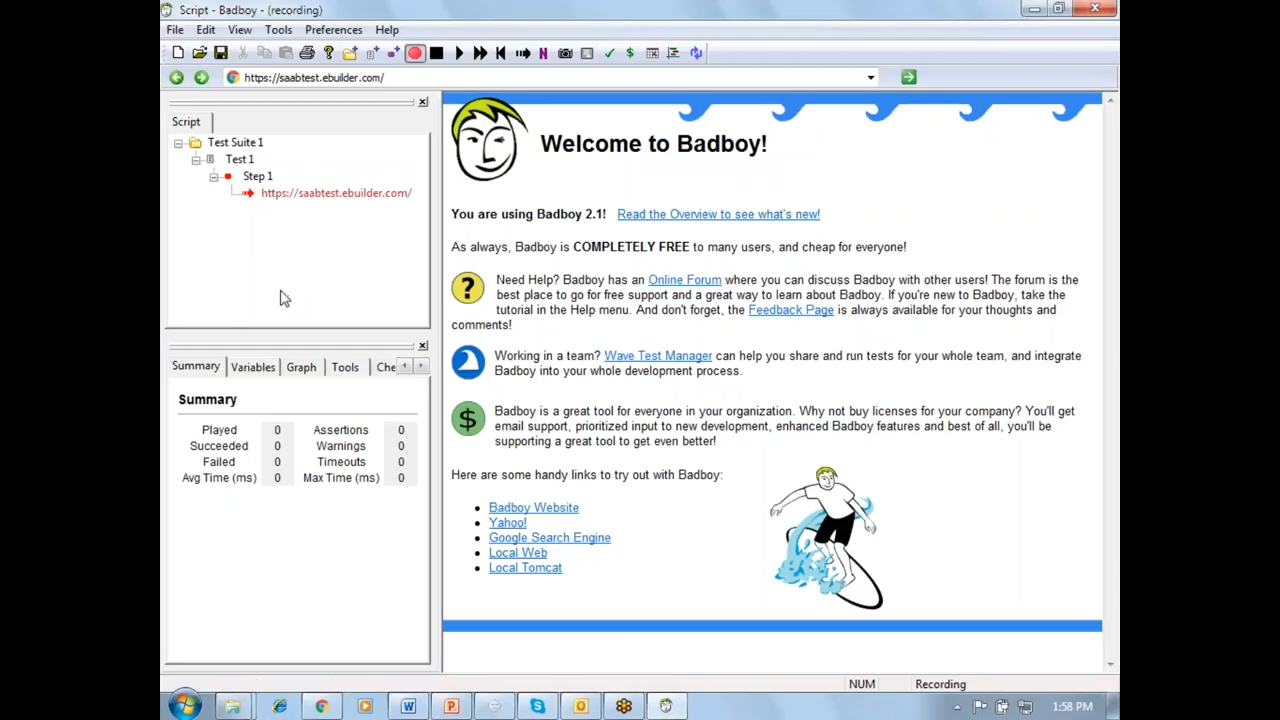 Script - Badboy - (recording)
File Edit View Tools Preferences Help
https://saabtest.ebuilder.com/
Script
Test Suite 1
Test 1
Step 1
https://saabtest.ebuilder.com/
Summary Variables Graph Tools Che
Summary
Played 0 Assertions 0
Succeeded 0 Warnings 0
Failed 0 Timeouts 0
Avg Time (ms) 0 Max Time (ms) 0
Welcome to Badboy!
You are using Badboy 2.1! Read the Overview to see what's new!
As always, Badboy is COMPLETELY FREE to many users, and cheap for everyone!
Need Help? Badboy has an Online Forum where you can discuss Badboy with other users! The forum is the
best place to go for free support and a great way to learn about Badboy. If you're new to Badboy, take the
tutorial in the Help menu. And don't forget, the Feedback Page is always available for your thoughts and
comments!
Working in a team? Wave Test Manager can help you share and run tests for your whole team, and integrate
Badboy into your whole development process.
Badboy is a great tool for everyone in your organization. Why not buy licenses for your company? You'll get
email support, prioritized input to new development, enhanced Badboy features and best of all, you'll be
supporting a great tool to get even better!
Here are some handy links to try out with Badboy:
Badboy Website
Yahoo!
Google Search Engine
Local Web
Local Tomcat
NUM Recording
1:58 PM